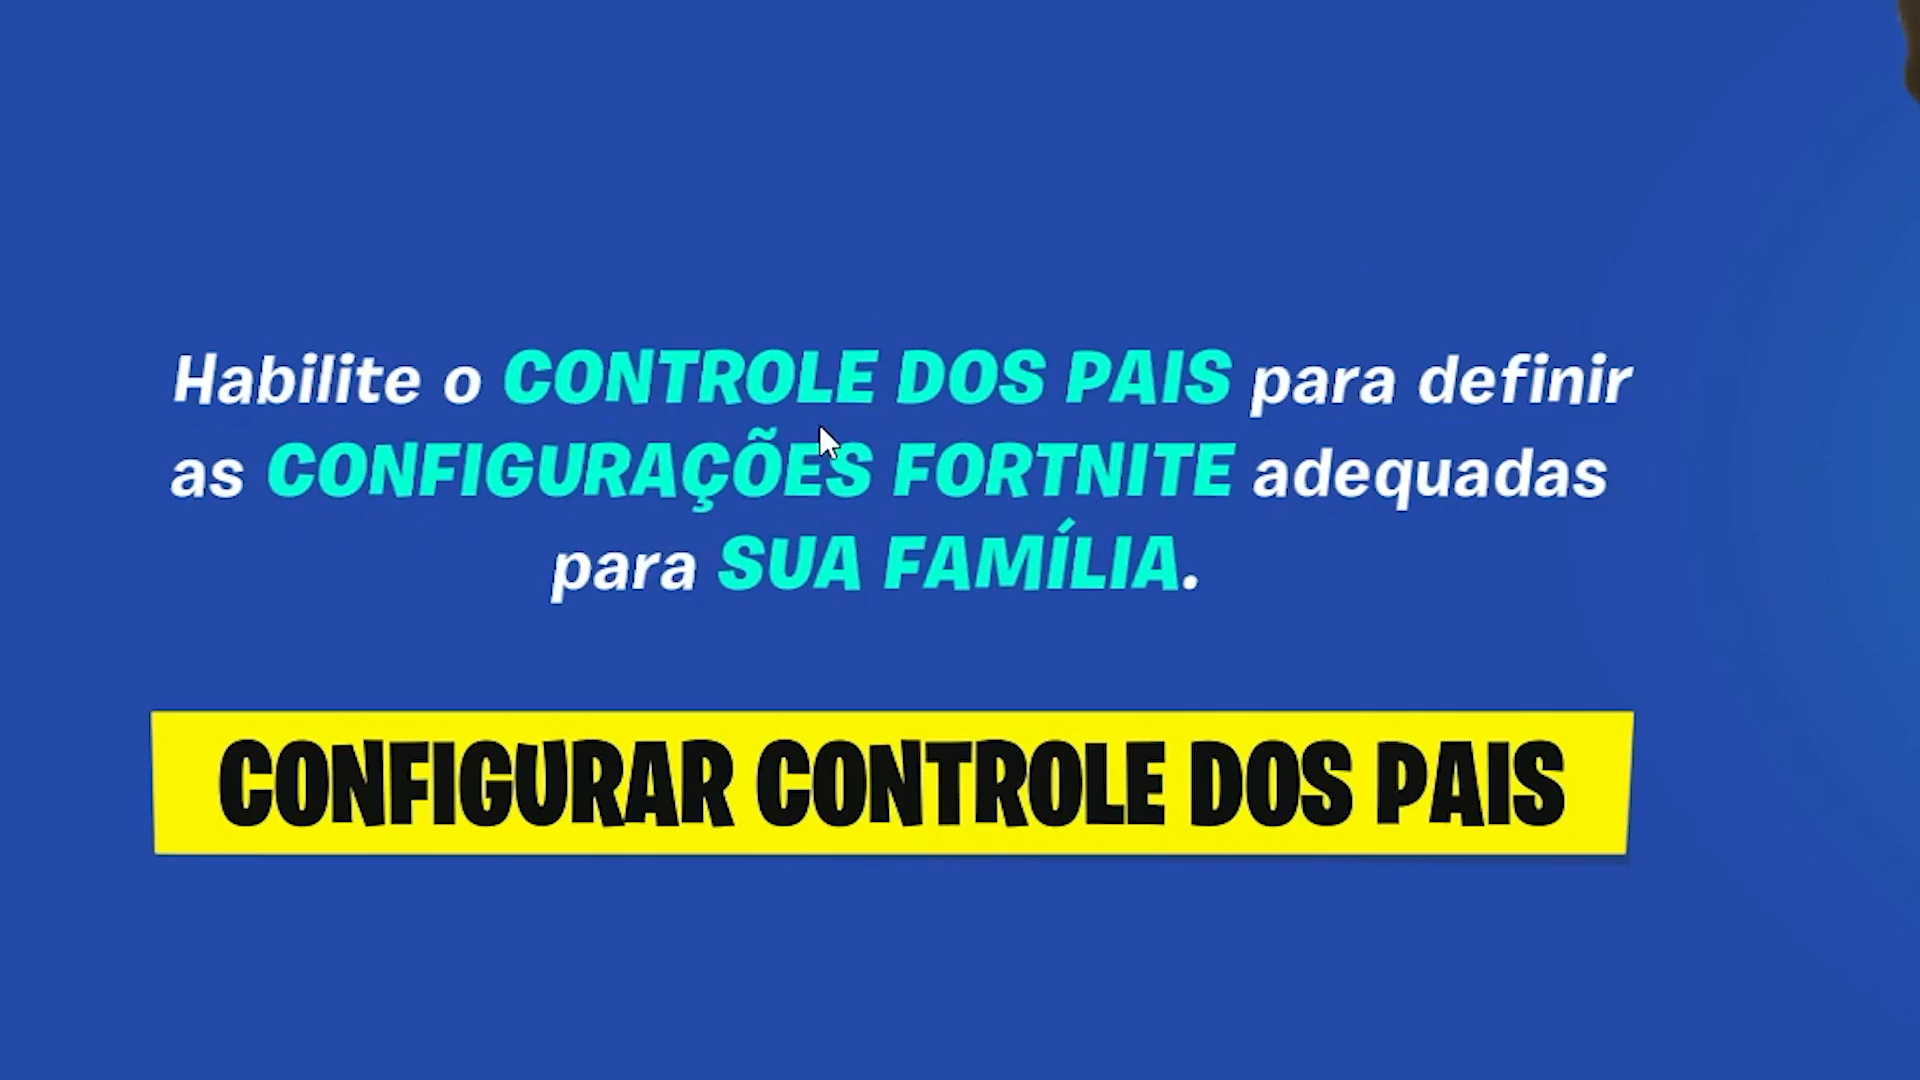 Habilite o CONTROLE DOS PAIS para definir
as CONFIGURAÇÕES FORTNITE adequadas
para SUA FAMÍLIA.
CONFIGURAR CONTROLE DOS PAIS